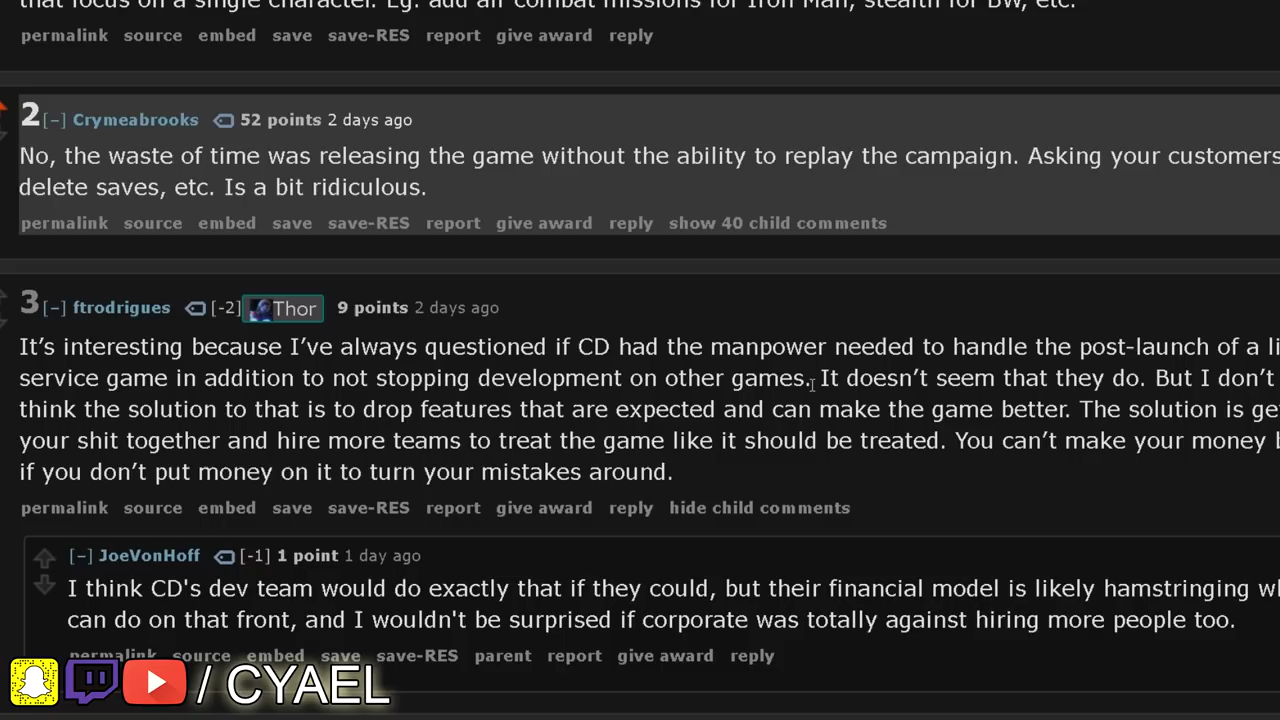 that focus on a single character. Eg. add air combat missions for Iron Man, stealth for BW, etc.
permalink source embed save save-RES report give award reply
2 [–] Crymeabrooks 52 points 2 days ago
No, the waste of time was releasing the game without the ability to replay the campaign. Asking your customers
delete saves, etc. Is a bit ridiculous.
permalink source embed save save-RES report give award reply show 40 child comments
3 [–] ftrodrigues [-2] Thor 9 points 2 days ago
It’s interesting because I’ve always questioned if CD had the manpower needed to handle the post-launch of a
service game in addition to not stopping development on other games. It doesn’t seem that they do. But I don’t
think the solution to that is to drop features that are expected and can make the game better. The solution is
your shit together and hire more teams to treat the game like it should be treated. You can’t make your money
if you don’t put money on it to turn your mistakes around.
permalink source embed save save-RES report give award reply hide child comments
[–] JoeVonHoff [-1] 1 point 1 day ago
I think CD's dev team would do exactly that if they could, but their financial model is likely hamstringing
can do on that front, and I wouldn't be surprised if corporate was totally against hiring more people too.
permalink source embed save save-RES parent report give award reply
/ CYAEL